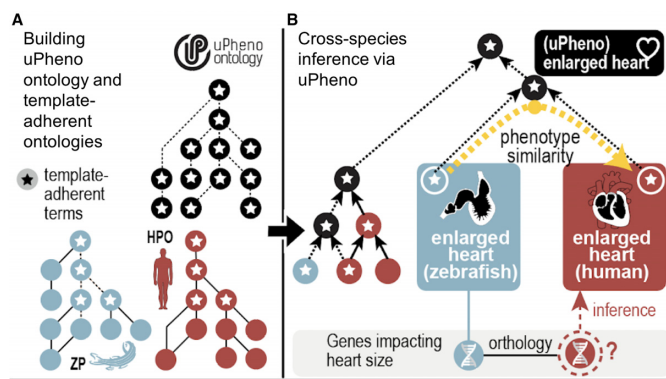 A
Building
uPheno
ontology and
template-
adherent
ontologies
uPheno
ontology
template-
adherent
terms
HPO
ZP
B
Cross-species
inference via
uPheno
(uPheno)
enlarged heart
phenotype
similarity
enlarged
heart
(zebrafish)
enlarged
heart
(human)
inference
Genes impacting
heart size
orthology
?